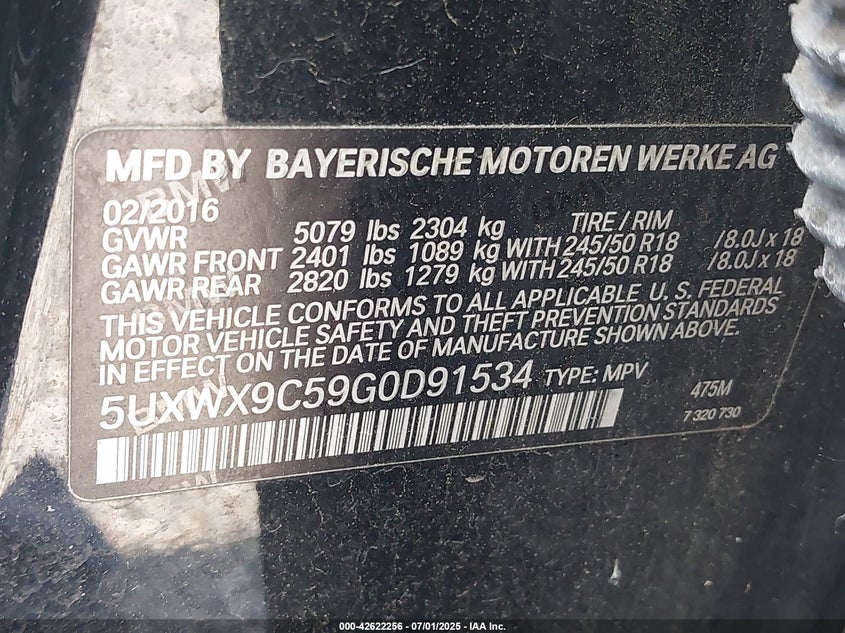 MFD BY BAYERISCHE MOTOREN WERKE AG
02/2016 TIRE / RIM
GVWR 5079 lbs 2304 kg
GAWR FRONT 2401 lbs 1089 kg WITH 245/50 R18 /8.0J x 18
GAWR REAR 2820 lbs 1279 kg WITH 245/50 R18 /8.0J x 18
THIS VEHICLE CONFORMS TO ALL APPLICABLE U. S. FEDERAL
MOTOR VEHICLE SAFETY AND THEFT PREVENTION STANDARDS
IN EFFECT ON THE DATE OF MANUFACTURE SHOWN ABOVE.
5UXWX9C59G0D91534 TYPE: MPV 475M
7 320 730
000-42622256 - 07/01/2025 - IAA Inc.